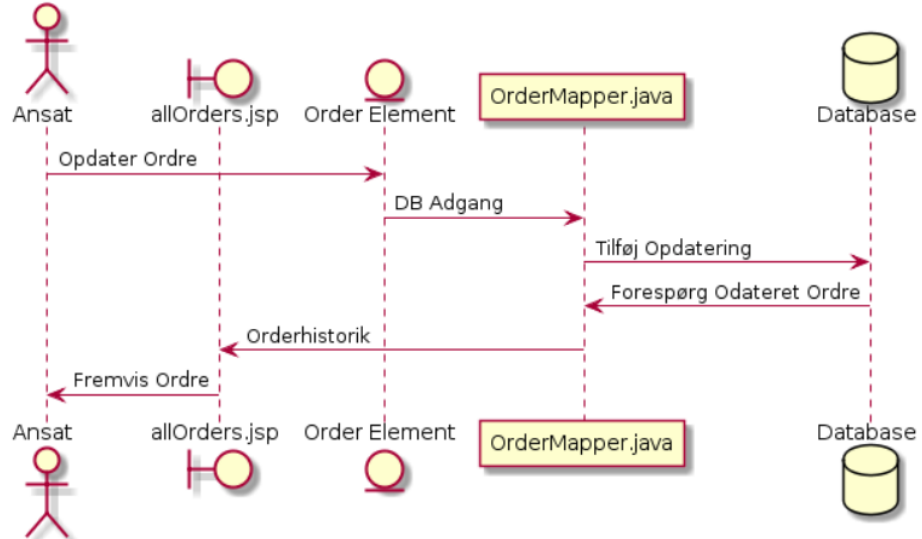 Ansat
allOrders.jsp
Order Element
OrderMapper.java
Database
Opdater Ordre
DB Adgang
Tilføj Opdatering
Forespørg Odateret Ordre
Orderhistorik
Fremvis Ordre
Ansat
allOrders.jsp
Order Element
OrderMapper.java
Database